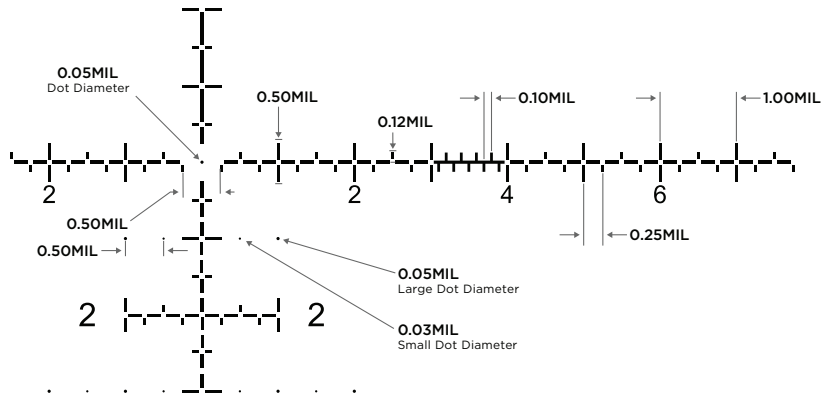 0.05MIL
Dot Diameter
0.50MIL
0.12MIL
0.10MIL
1.00MIL
2
2
4
6
0.50MIL
0.25MIL
0.50MIL
0.05MIL
Large Dot Diameter
2
2
0.03MIL
Small Dot Diameter